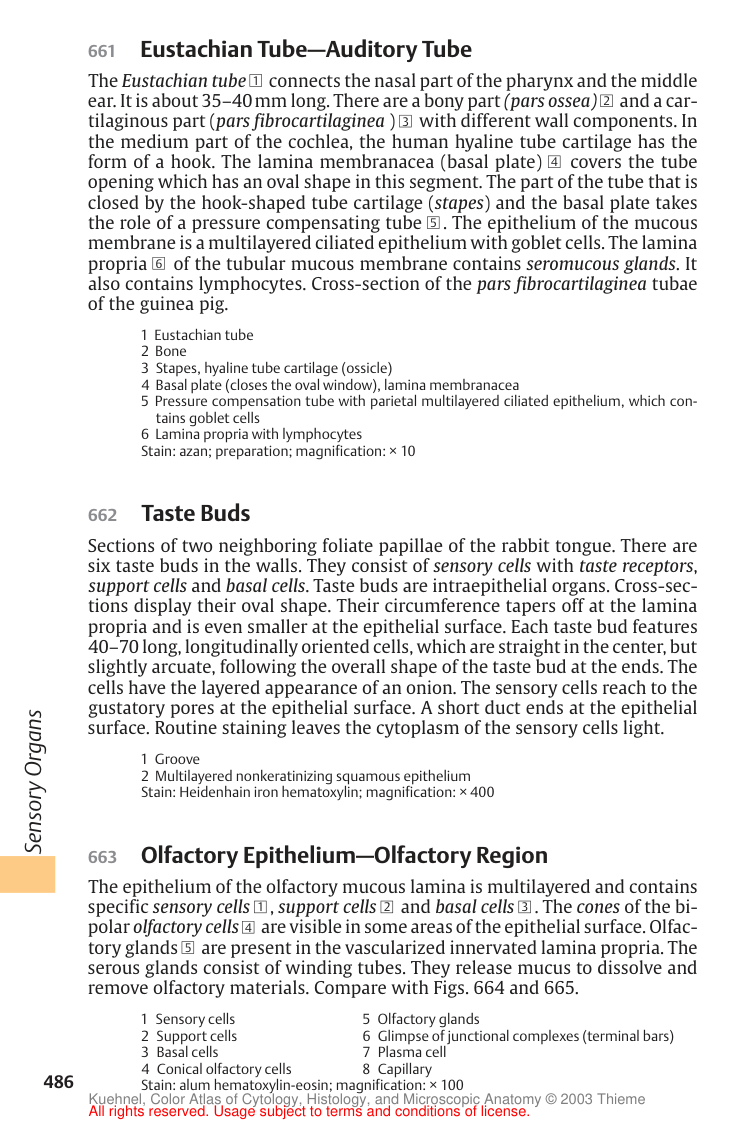 661 Eustachian Tube—Auditory Tube
The Eustachian tube 1 connects the nasal part of the pharynx and the middle
ear. It is about 35–40 mm long. There are a bony part (pars ossea) 2 and a car-
tilaginous part (pars fibrocartilaginea ) 3 with different wall components. In
the medium part of the cochlea, the human hyaline tube cartilage has the
form of a hook. The lamina membranacea (basal plate) 4 covers the tube
opening which has an oval shape in this segment. The part of the tube that is
closed by the hook-shaped tube cartilage (stapes) and the basal plate takes
the role of a pressure compensating tube 5. The epithelium of the mucous
membrane is a multilayered ciliated epithelium with goblet cells. The lamina
propria 6 of the tubular mucous membrane contains seromucous glands. It
also contains lymphocytes. Cross-section of the pars fibrocartilaginea tubae
of the guinea pig.
1 Eustachian tube
2 Bone
3 Stapes, hyaline tube cartilage (ossicle)
4 Basal plate (closes the oval window), lamina membranacea
5 Pressure compensation tube with parietal multilayered ciliated epithelium, which con-
tains goblet cells
6 Lamina propria with lymphocytes
Stain: azan; preparation; magnification: × 10
662 Taste Buds
Sections of two neighboring foliate papillae of the rabbit tongue. There are
six taste buds in the walls. They consist of sensory cells with taste receptors,
support cells and basal cells. Taste buds are intraepithelial organs. Cross-sec-
tions display their oval shape. Their circumference tapers off at the lamina
propria and is even smaller at the epithelial surface. Each taste bud features
40–70 long, longitudinally oriented cells, which are straight in the center, but
slightly arcuate, following the overall shape of the taste bud at the ends. The
cells have the layered appearance of an onion. The sensory cells reach to the
gustatory pores at the epithelial surface. A short duct ends at the epithelial
surface. Routine staining leaves the cytoplasm of the sensory cells light.
1 Groove
2 Multilayered nonkeratinizing squamous epithelium
Stain: Heidenhain iron hematoxylin; magnification: × 400
Sensory Organs
663 Olfactory Epithelium—Olfactory Region
The epithelium of the olfactory mucous lamina is multilayered and contains
specific sensory cells 1, support cells 2 and basal cells 3. The cones of the bi-
polar olfactory cells 4 are visible in some areas of the epithelial surface. Olfac-
tory glands 5 are present in the vascularized innervated lamina propria. The
serous glands consist of winding tubes. They release mucus to dissolve and
remove olfactory materials. Compare with Figs. 664 and 665.
1 Sensory cells
2 Support cells
3 Basal cells
4 Conical olfactory cells
5 Olfactory glands
6 Glimpse of junctional complexes (terminal bars)
7 Plasma cell
8 Capillary
Stain: alum hematoxylin-eosin; magnification: × 100
486
Kuehnel, Color Atlas of Cytology, Histology, and Microscopic Anatomy © 2003 Thieme
All rights reserved. Usage subject to terms and conditions of license.